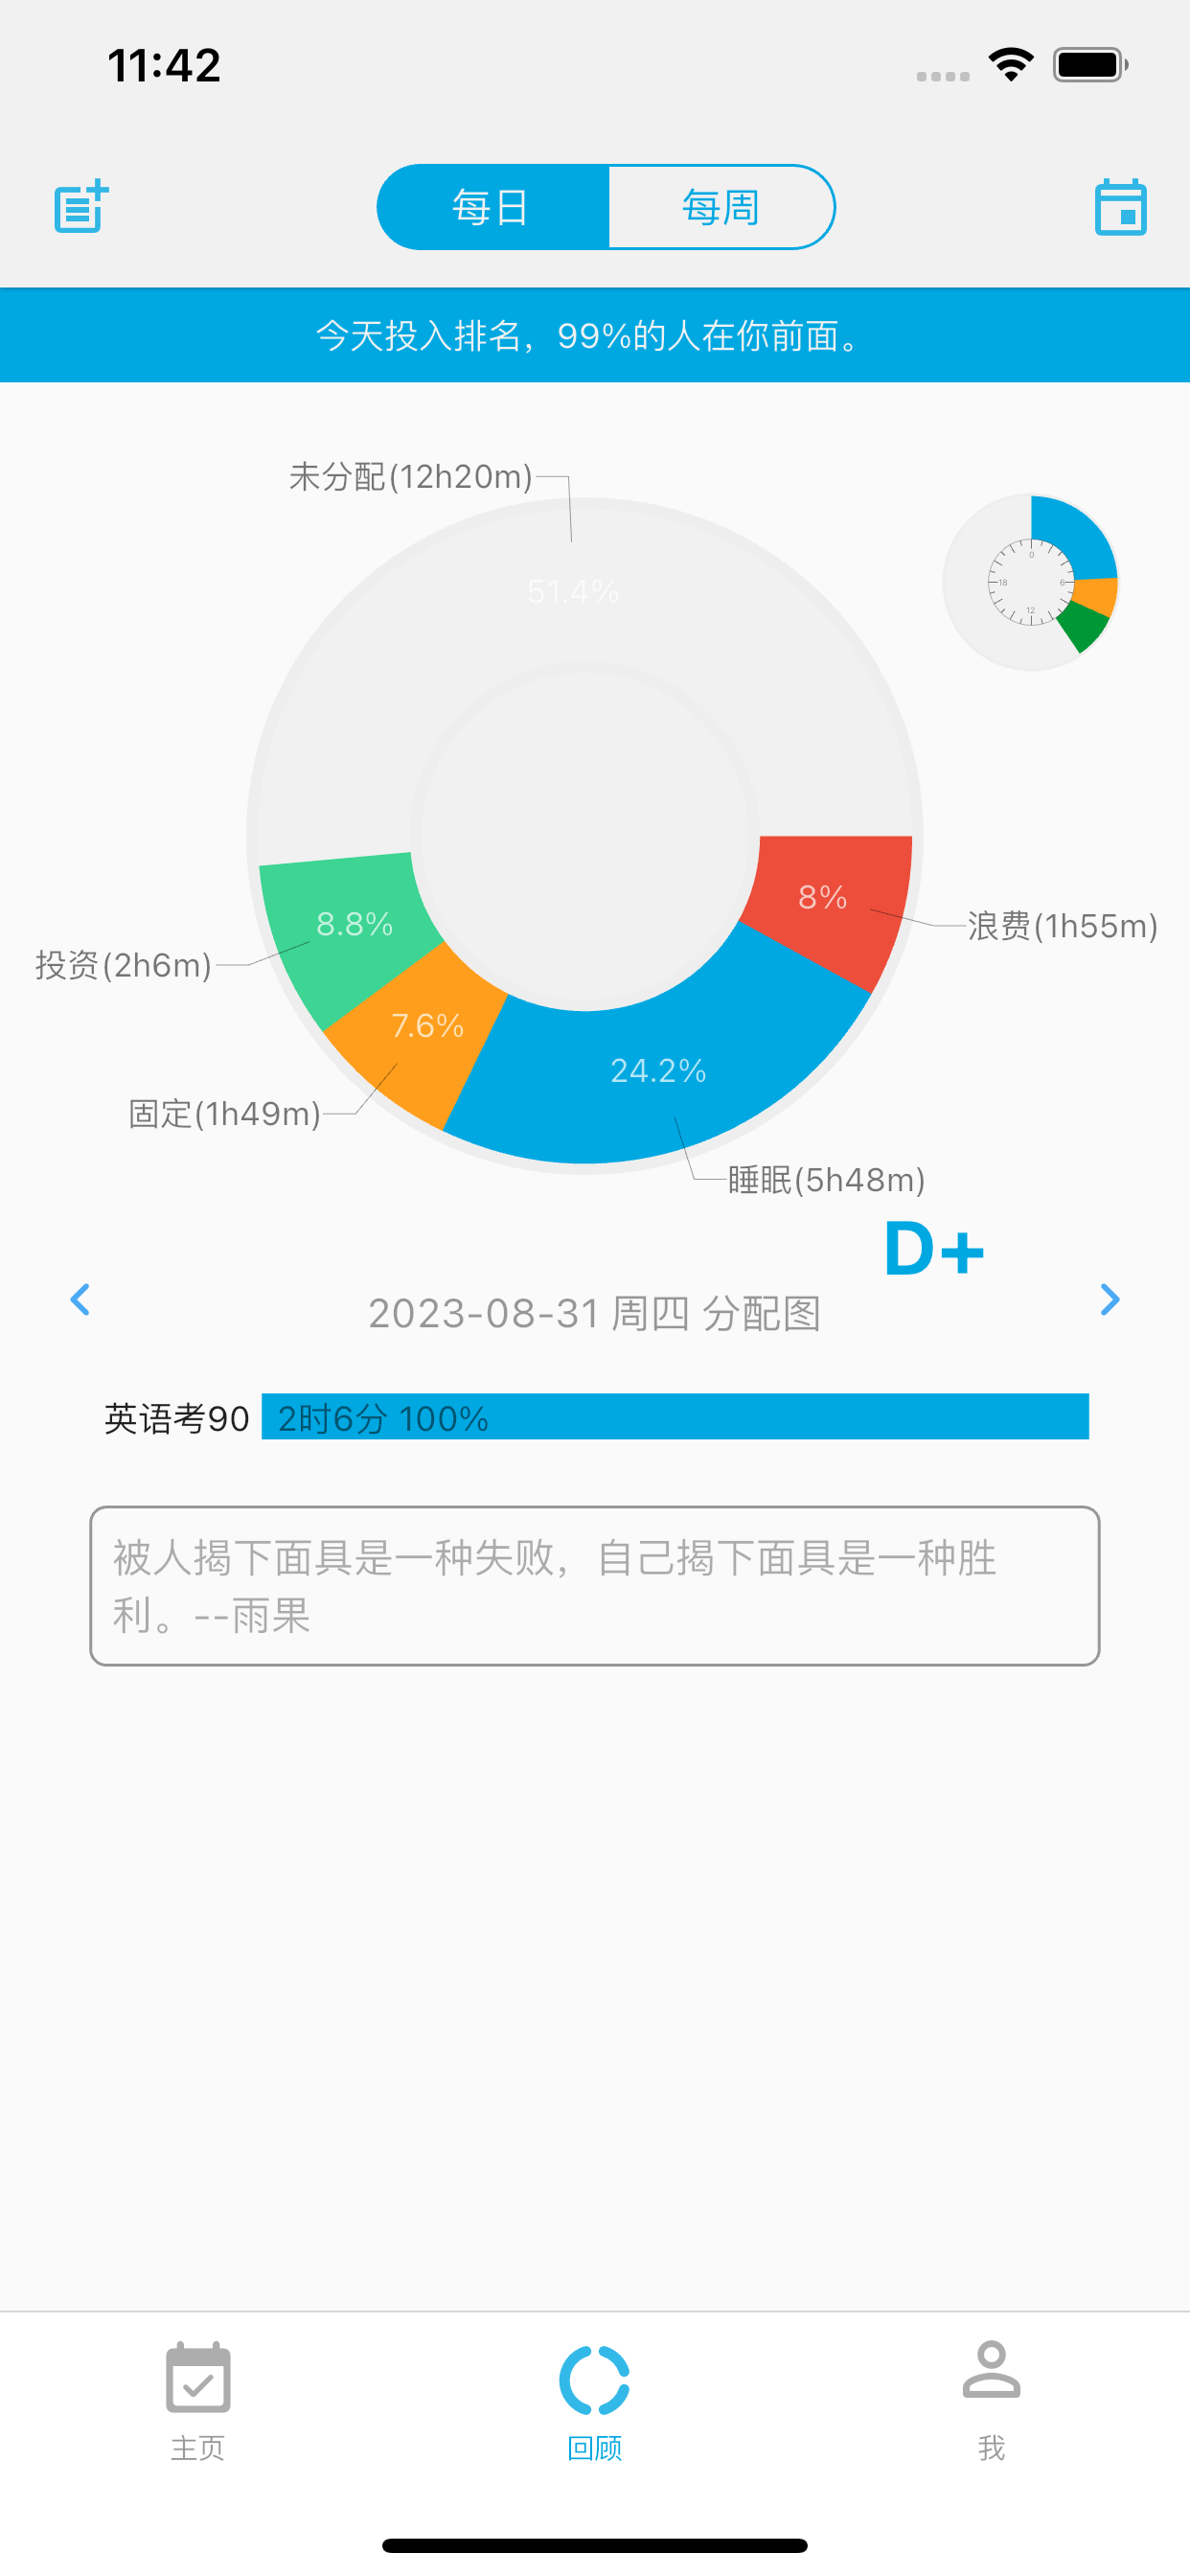 11:42
每日
每周
今天投入排名，99%的人在你前面。
未分配(12h20m)
51.4%
0
6
12
18
8%
浪费(1h55m)
8.8%
投资(2h6m)
7.6%
固定(1h49m)
24.2%
睡眠(5h48m)
D+
2023-08-31 周四 分配图
英语考90 2时6分 100%
被人揭下面具是一种失败，自己揭下面具是一种胜
利。--雨果
主页
回顾
我